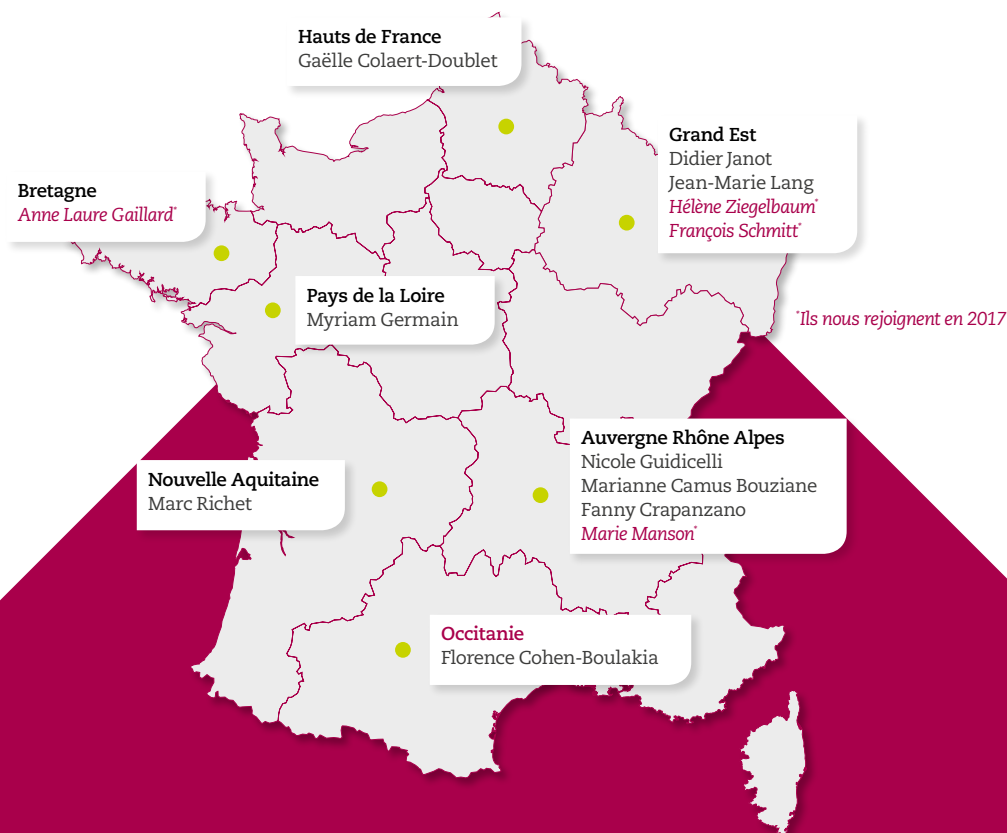 Hauts de France
Gaëlle Colaert-Doublet
Grand Est
Didier Janot
Jean-Marie Lang
Hélène Ziegelbaum*
François Schmitt*
Bretagne
Anne Laure Gaillard*
Pays de la Loire
Myriam Germain
*Ils nous rejoignent en 2017
Auvergne Rhône Alpes
Nicole Guidicelli
Marianne Camus Bouziane
Fanny Crapanzano
Marie Manson*
Nouvelle Aquitaine
Marc Richet
Occitanie
Florence Cohen-Boulakia